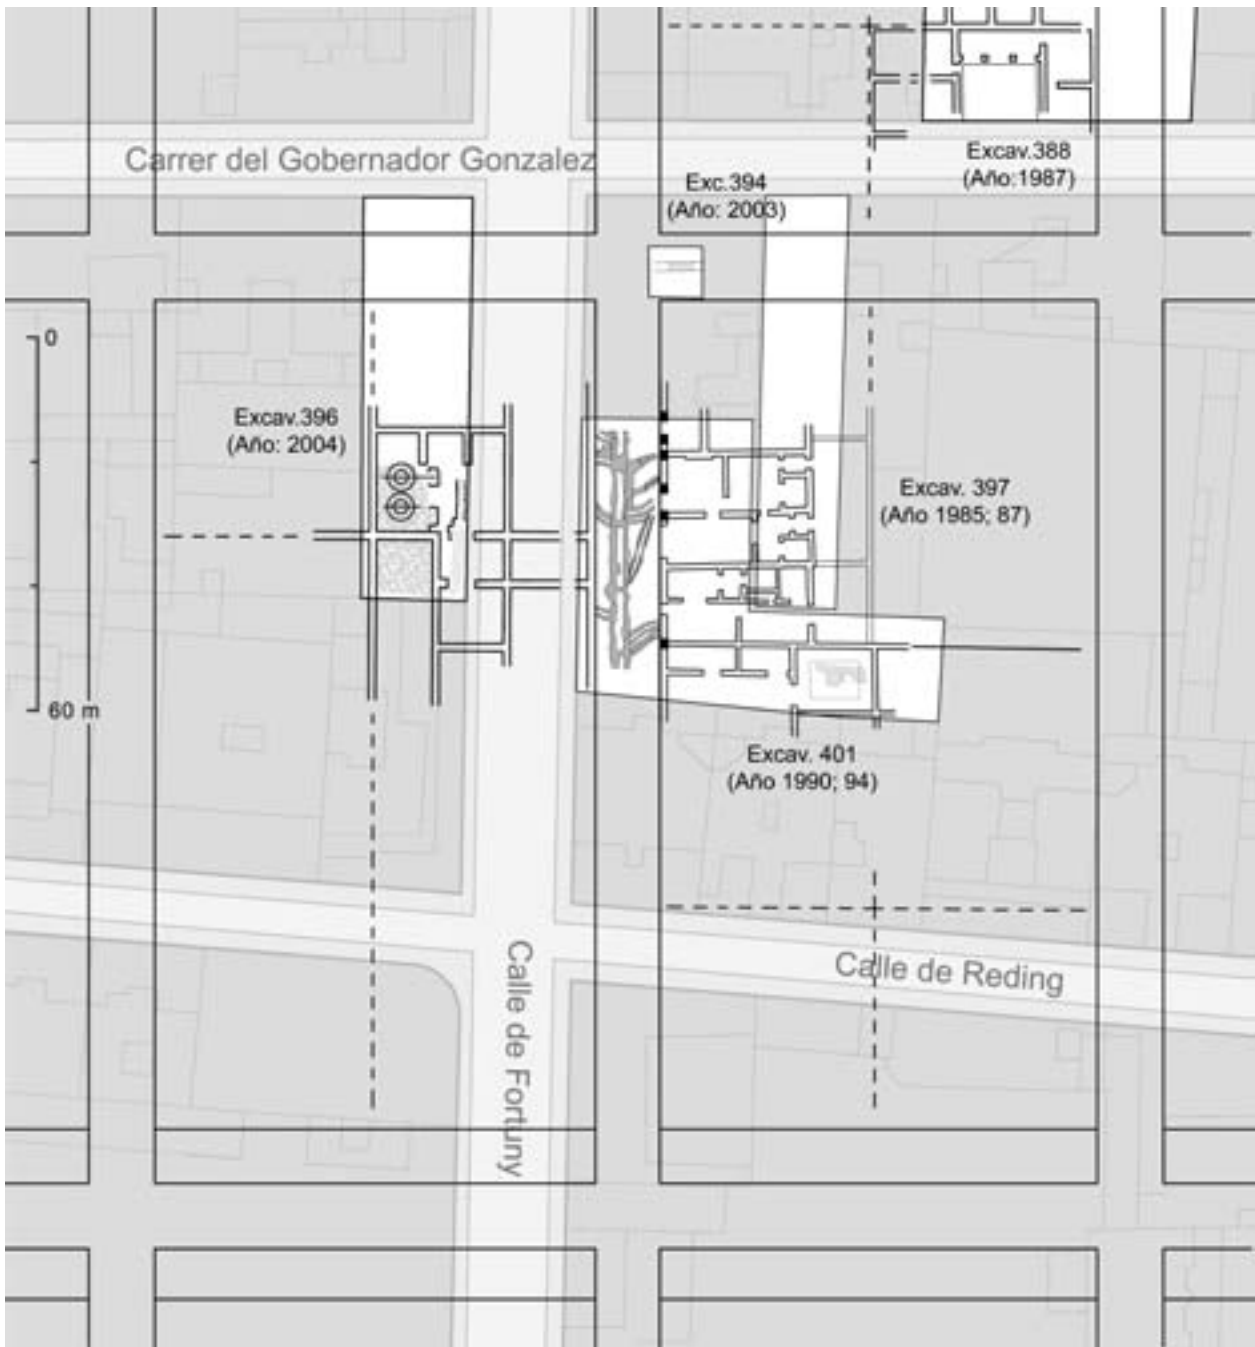 Carrer del Gobernador Gonzalez
Excav.388
(Año:1987)
Exc.394
(Año: 2003)
0
Excav.396
(Año: 2004)
Excav. 397
(Año 1985; 87)
60 m
Excav. 401
(Año 1990; 94)
Calle de Fortuny
Calle de Reding